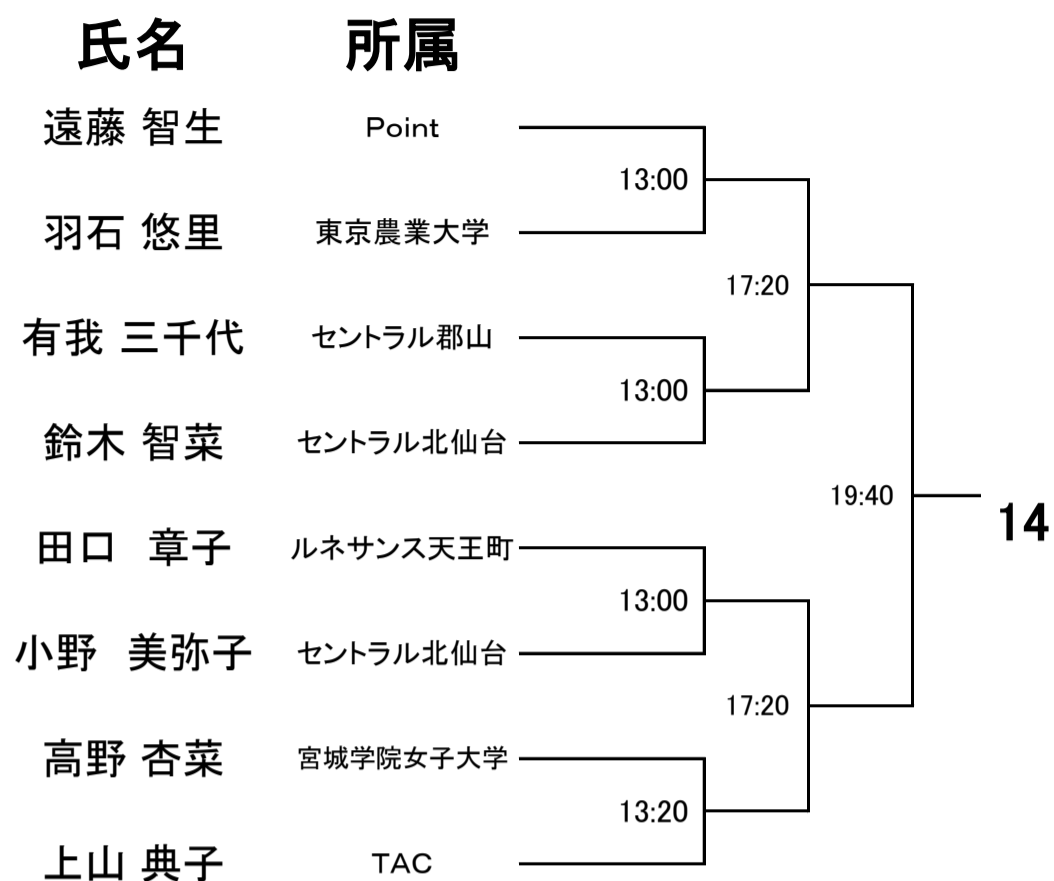 氏名 所属
遠藤 智生 Point
13:00
羽石 悠里 東京農業大学
17:20
有我 三千代 セントラル郡山
13:00
鈴木 智菜 セントラル北仙台
19:40
14
田口　章子 ルネサンス天王町
13:00
小野　美弥子 セントラル北仙台
17:20
高野 杏菜 宮城学院女子大学
13:20
上山 典子 TAC